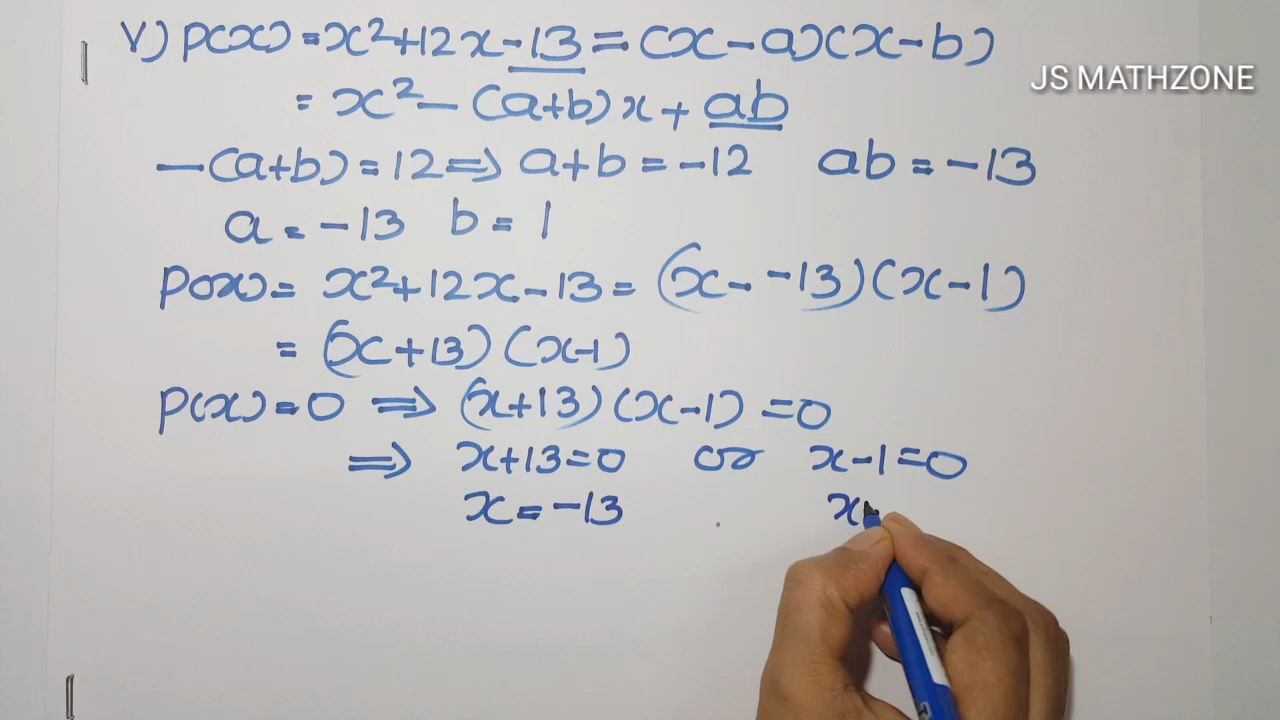 V) P(x) = x²+12x-13 = (x-a)(x-b)
JS MATHZONE
= x² - (a+b)x + ab
-(a+b) = 12 ⇒ a+b = -12 ab = -13
a = -13 b = 1
P(x) = x²+12x-13 = (x--13)(x-1)
= (x+13)(x-1)
P(x) = 0 ⇒ (x+13)(x-1) = 0
⇒ x+13=0 or x-1=0
x = -13 x